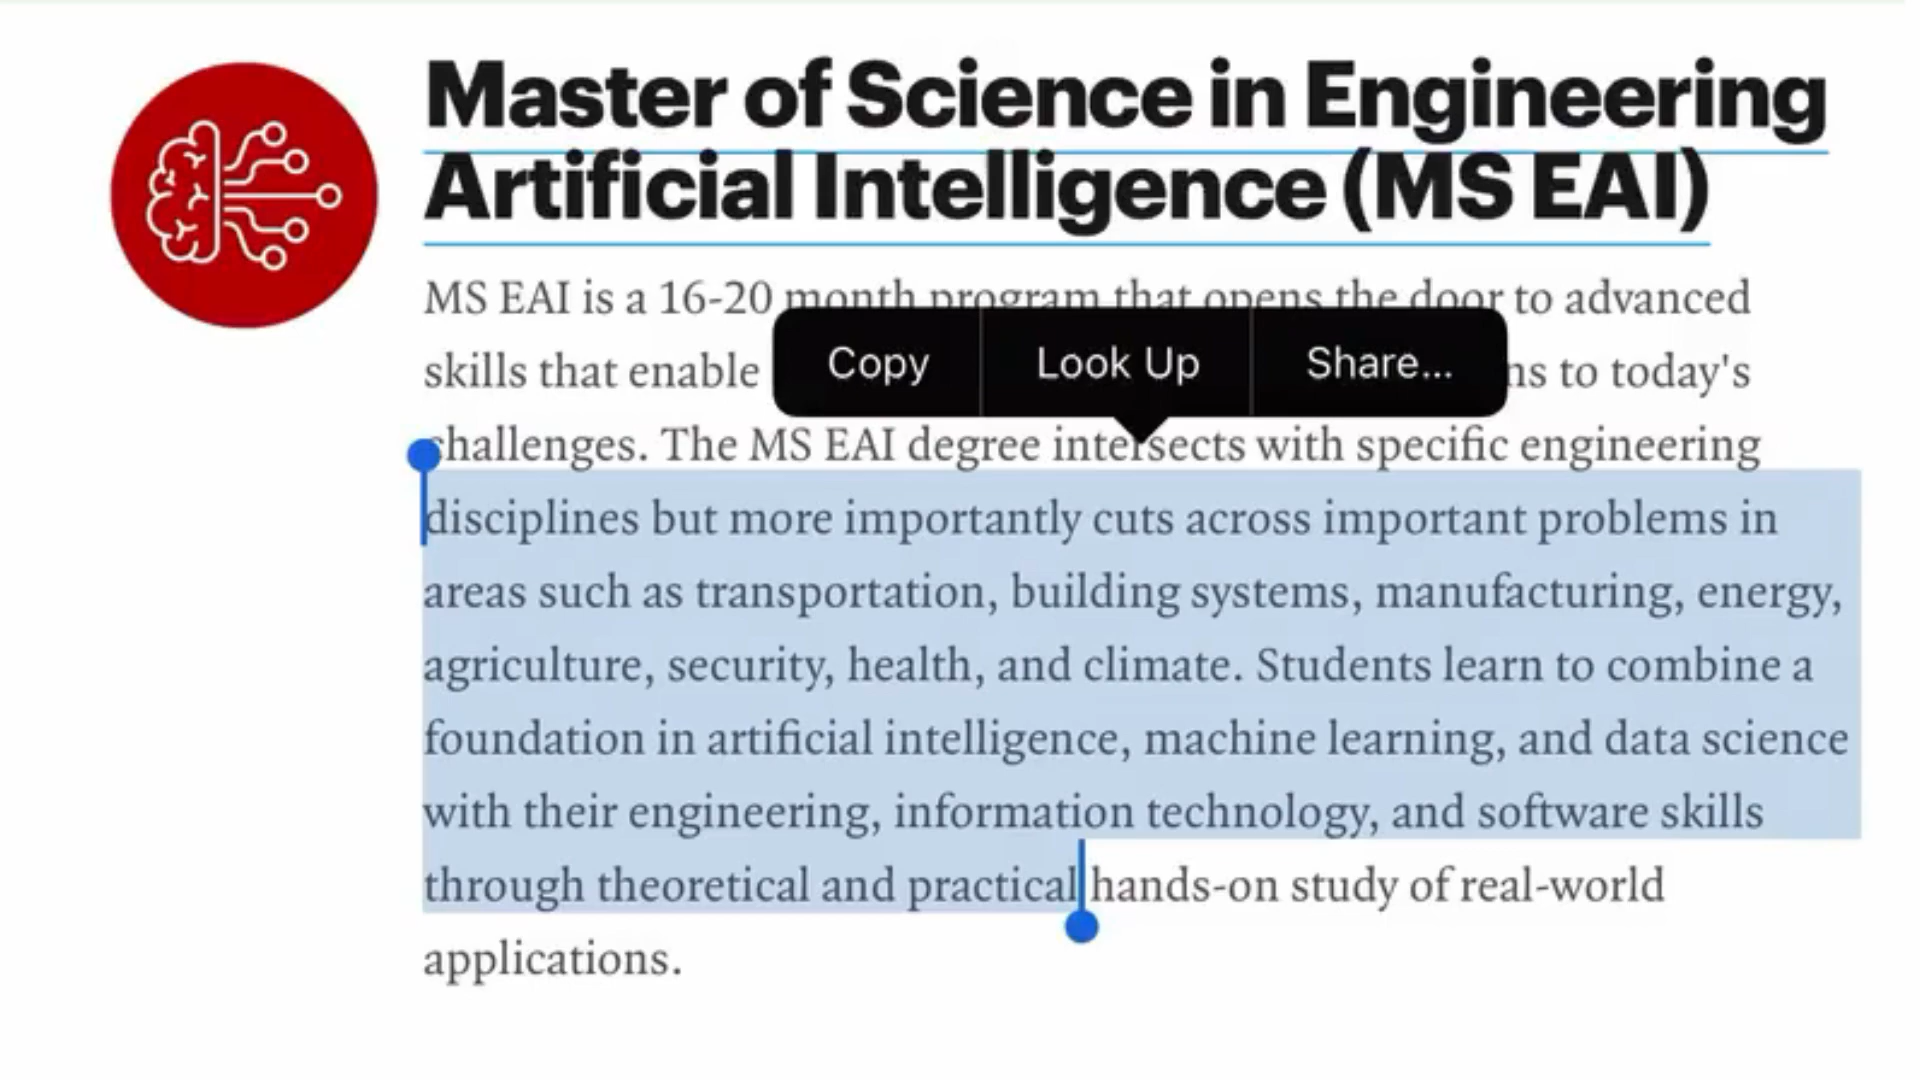 Master of Science in Engineering
Artificial Intelligence (MS EAI)
MS EAI is a 16-20 month program that opens the door to advanced
skills that enable
Copy
Look Up
Share...
to today's
challenges. The MS EAI degree intersects with specific engineering
disciplines but more importantly cuts across important problems in
areas such as transportation, building systems, manufacturing, energy,
agriculture, security, health, and climate. Students learn to combine a
foundation in artificial intelligence, machine learning, and data science
with their engineering, information technology, and software skills
through theoretical and practical hands-on study of real-world
applications.